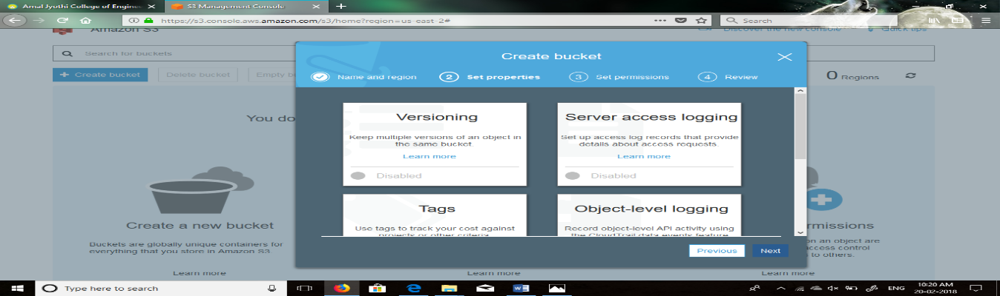 Amal Jyothi College of Engine
S3 Management Console
https://s3.console.aws.amazon.com/s3/home?region=us-east-2#
Search
Amazon S3
Discover the new console
Quick tips
Search for buckets
Create bucket
Delete bucket
Empty b
0 Regions
Create bucket
Name and region
2 Set properties
3 Set permissions
4 Review
You do
Versioning
Keep multiple versions of an object in
the same bucket.
Learn more
Disabled
Server access logging
Set up access log records that provide
details about access requests.
Learn more
Disabled
Tags
Use tags to track your cost against
projects or other criteria.
Object-level logging
Record object-level API activity using
the CloudTrail data events feature
Previous
Next
Create a new bucket
Buckets are globally unique containers for
everything that you store in Amazon S3.
Learn more
Learn more
rmissions
on an object are
access control
to others.
Learn more
Type here to search
ENG
10:20 AM
20-02-2018